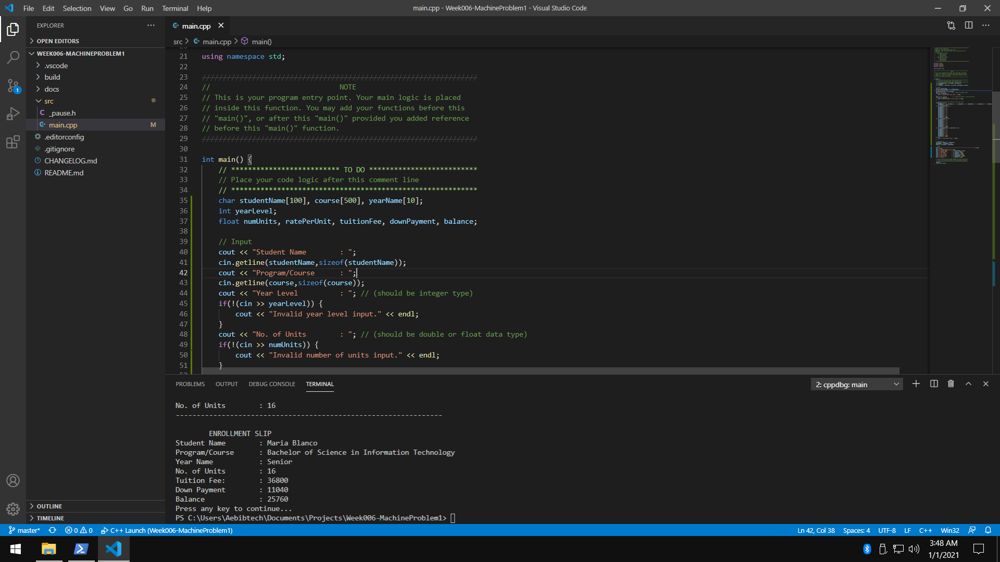 File Edit Selection View Go Run Terminal Help
main.cpp - Week006-MachineProblem1 - Visual Studio Code
EXPLORER
OPEN EDITORS
WEEK006-MACHINEPROBLEM1
.vscode
build
docs
src
_pause.h
main.cpp M
.editorconfig
.gitignore
CHANGELOG.md
README.md
OUTLINE
TIMELINE
1
main.cpp
src > main.cpp > main()
21 using namespace std;
22
23 //////////////////////////////////////////////////////////////////
24 // NOTE
25 // This is your program entry point. Your main logic is placed
26 // inside this function. You may add your functions before this
27 // "main()", or after this "main()" provided you added reference
28 // before this "main()" function.
29 //////////////////////////////////////////////////////////////////
30
31 int main() {
32 // ************************** TO DO **************************
33 // Place your code logic after this comment line
34 // ***********************************************************
35 char studentName[100], course[500], yearName[10];
36 int yearLevel;
37 float numUnits, ratePerUnit, tuitionFee, downPayment, balance;
38
39 // Input
40 cout << "Student Name        : ";
41 cin.getline(studentName,sizeof(studentName));
42 cout << "Program/Course      : ";
43 cin.getline(course,sizeof(course));
44 cout << "Year Level          : "; // (should be integer type)
45 if(!(cin >> yearLevel)) {
46 cout << "Invalid year level input." << endl;
47 }
48 cout << "No. of Units        : "; // (should be double or float data type)
49 if(!(cin >> numUnits)) {
50 cout << "Invalid number of units input." << endl;
51 }
PROBLEMS OUTPUT DEBUG CONSOLE TERMINAL
2: cppdbg: main
No. of Units        : 16
----------------------------------------------------------------
ENROLLMENT SLIP
Student Name        : Maria Blanco
Program/Course      : Bachelor of Science in Information Technology
Year Name           : Senior
No. of Units        : 16
Tuition Fee:        : 36800
Down Payment        : 11040
Balance             : 25760
Press any key to continue...
PS C:\Users\Aebibtech\Documents\Projects\Week006-MachineProblem1>
master* 0 0 C++ Launch (Week006-MachineProblem1)
Ln 42, Col 38 Spaces: 4 UTF-8 LF C++ Win32
3:48 AM
1/1/2021